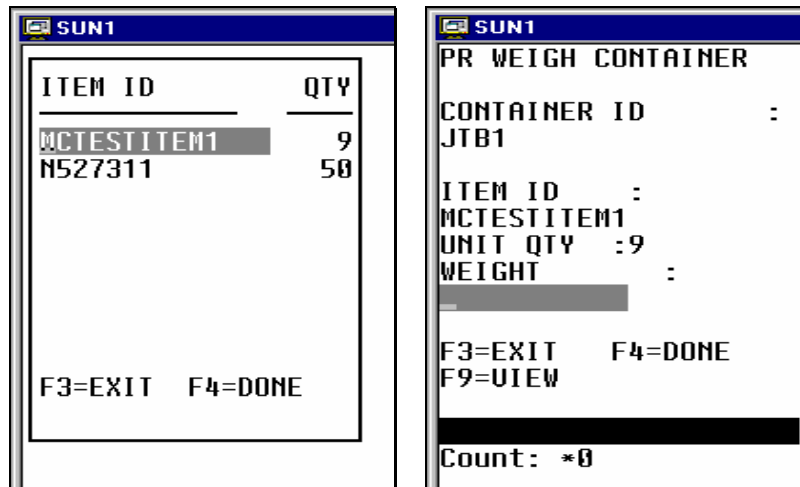 SUN1
ITEM ID QTY
MCTESTITEM1 9
N527311 50
F3=EXIT F4=DONE
SUN1
PR WEIGH CONTAINER
CONTAINER ID :
JTB1
ITEM ID :
MCTESTITEM1
UNIT QTY :9
WEIGHT :
F3=EXIT F4=DONE
F9=VIEW
Count: *0